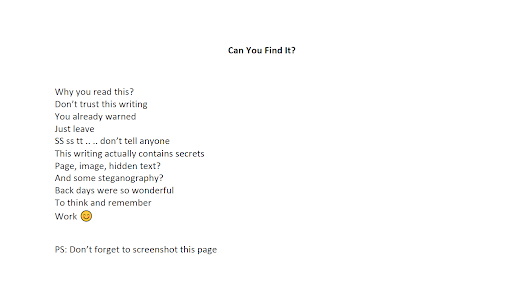 Can You Find It?
Why you read this?
Don't trust this writing
You already warned
Just leave
SS ss tt .. .. don't tell anyone
This writing actually contains secrets
Page, image, hidden text?
And some steganography?
Back days were so wonderful
To think and remember
Work 😊
PS: Don't forget to screenshot this page